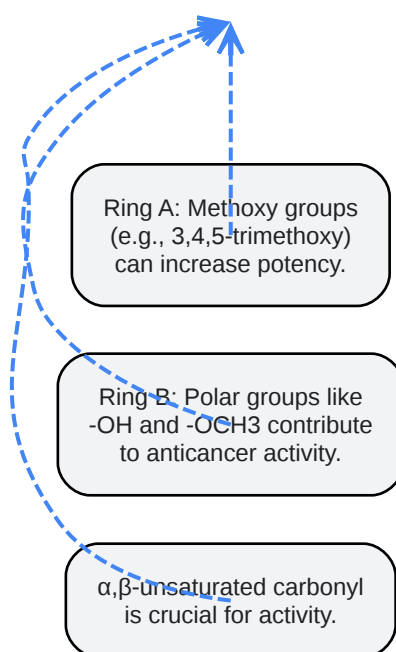 Ring A: Methoxy groups
(e.g., 3,4,5-trimethoxy)
can increase potency.
Ring B: Polar groups like
-OH and -OCH3 contribute
to anticancer activity.
α,β-unsaturated carbonyl
is crucial for activity.